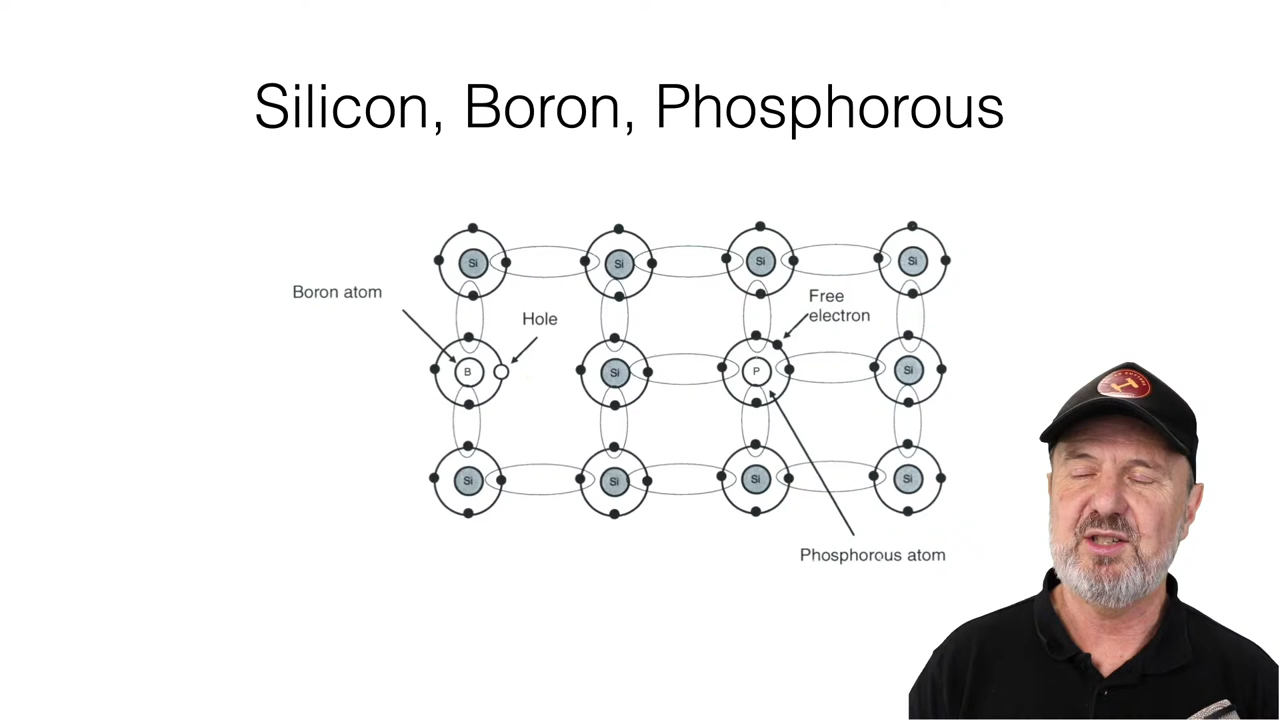 Silicon, Boron, Phosphorous
Si
Si
Si
Si
Boron atom
Hole
Free
electron
B
Si
P
Si
Si
Si
Si
Si
Phosphorous atom